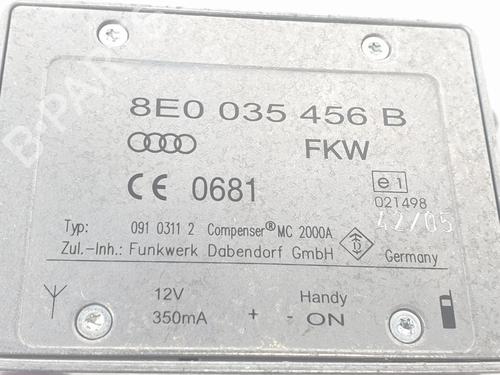 8E0 035 456 B
FKW
CE 0681
e1
021498
42/05
Typ: 091 0311 2 Compenser® MC 2000A
Zul.-Inh.: Funkwerk Dabendorf GmbH
D
Germany
12V
350mA
+ -
Handy
ON
B-PARTS